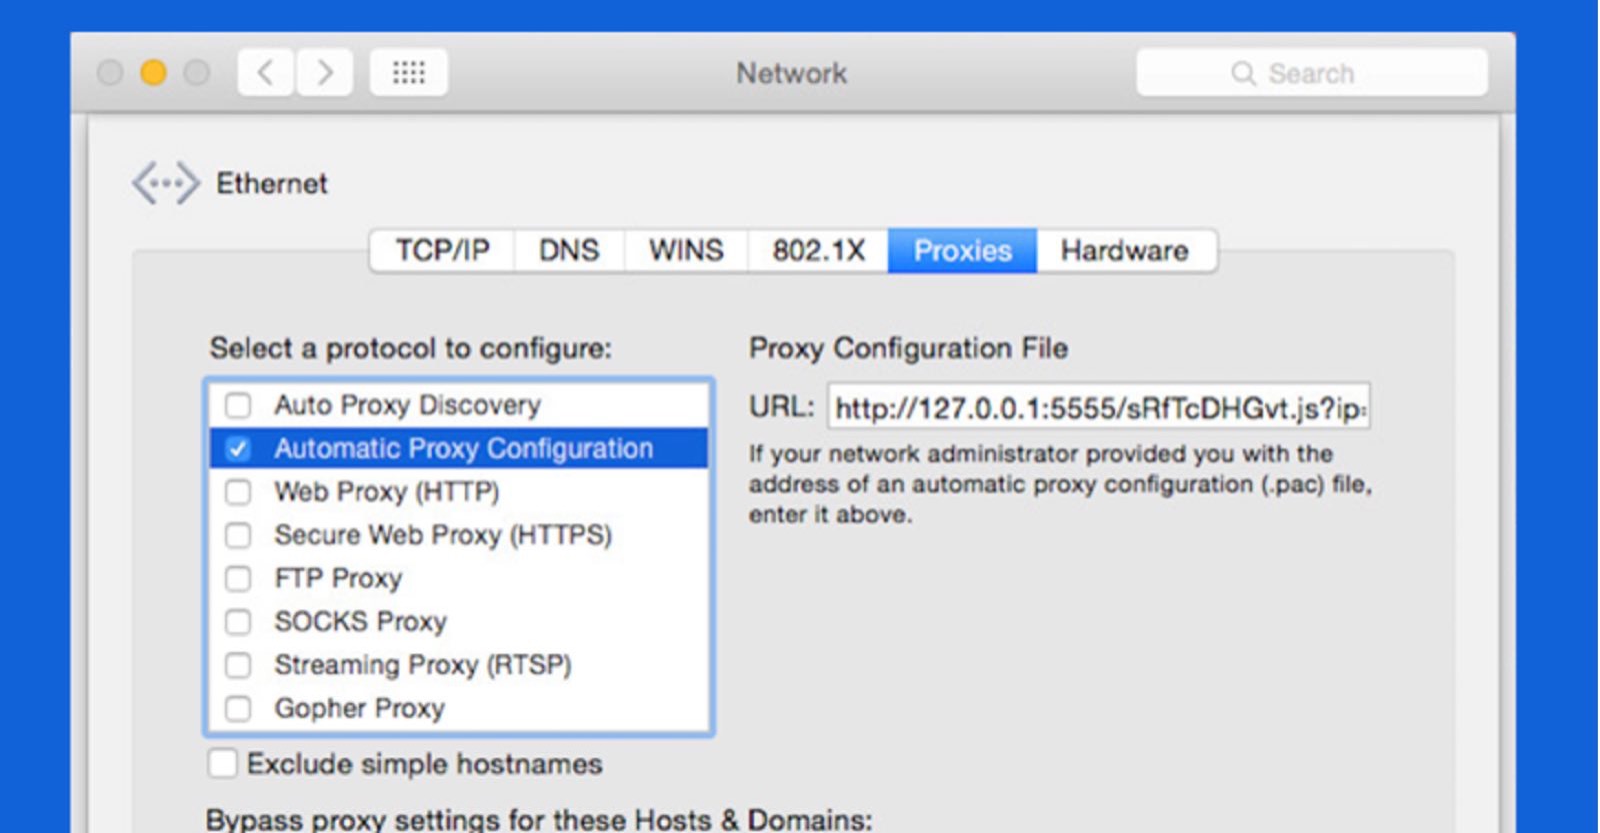 Network
Search
Ethernet
TCP/IP DNS WINS 802.1X Proxies Hardware
Select a protocol to configure:
Auto Proxy Discovery
Automatic Proxy Configuration
Web Proxy (HTTP)
Secure Web Proxy (HTTPS)
FTP Proxy
SOCKS Proxy
Streaming Proxy (RTSP)
Gopher Proxy
Exclude simple hostnames
Bypass proxy settings for these Hosts & Domains:
Proxy Configuration File
URL: http://127.0.0.1:5555/sRfTcDHGvt.js?ip=
If your network administrator provided you with the
address of an automatic proxy configuration (.pac) file,
enter it above.